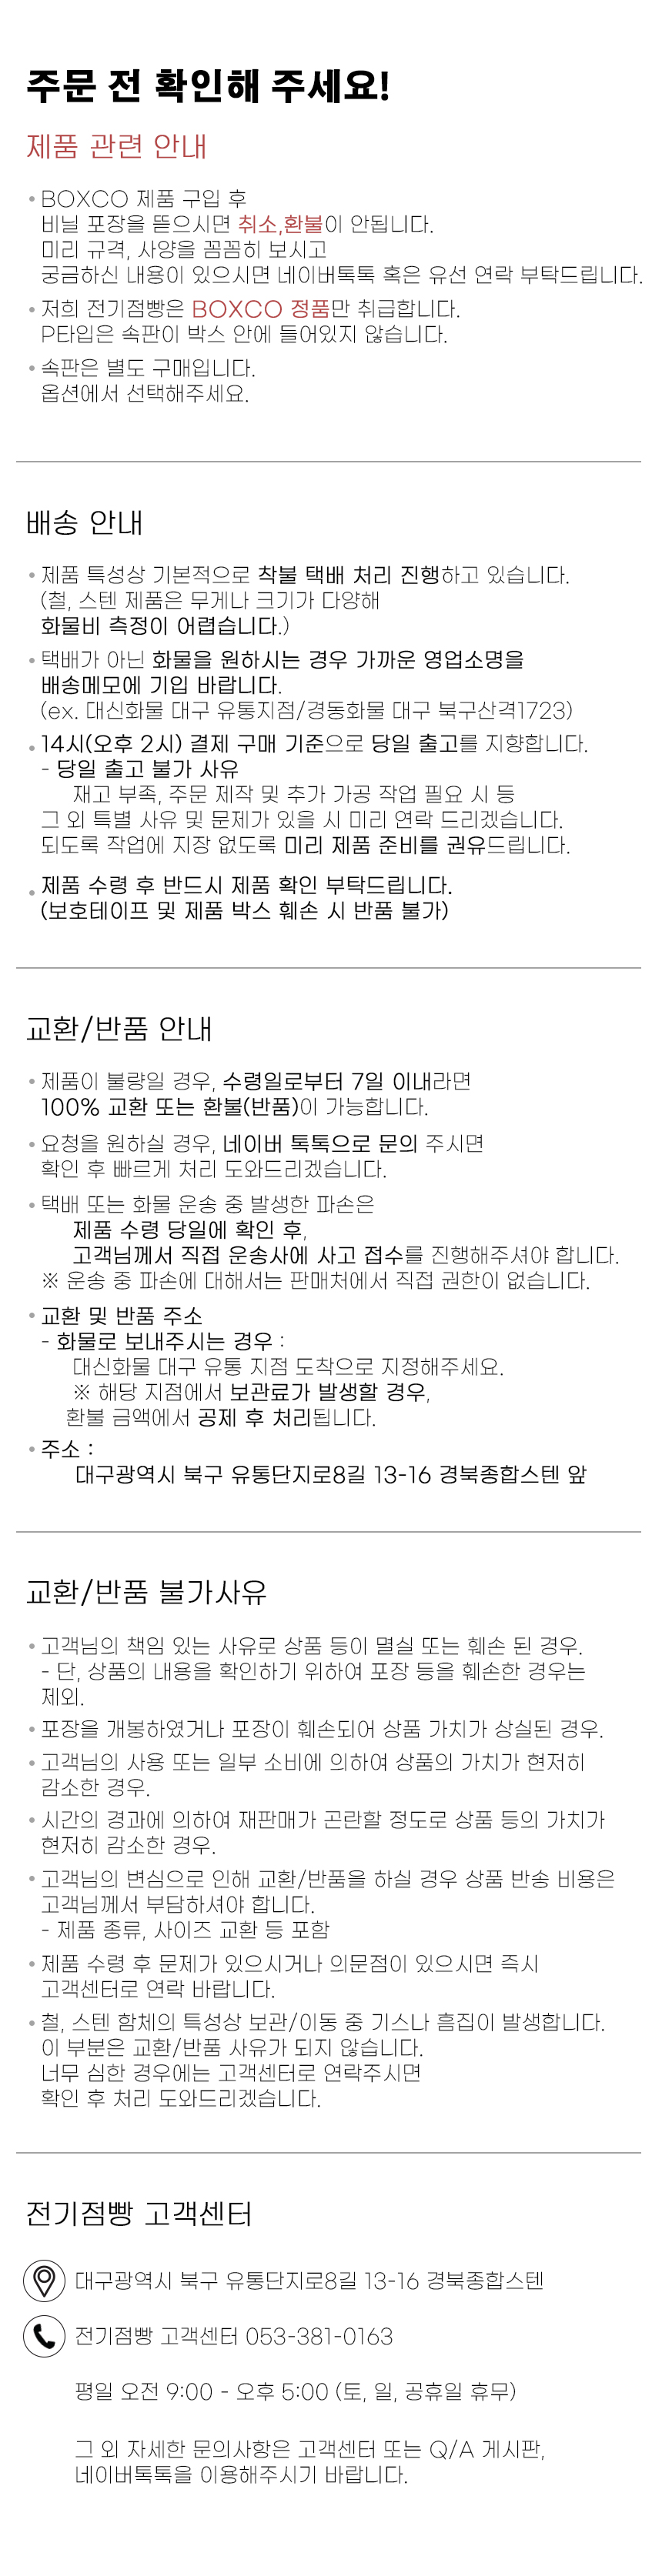 주문 전 확인해 주세요!
제품 관련 안내
• BOXCO 제품 구입 후
비닐 포장을 뜯으시면 취소,환불이 안됩니다.
미리 규격, 사양을 꼼꼼히 보시고
궁금하신 내용이 있으시면 네이버톡톡 혹은 유선 연락 부탁드립니다.
• 저희 전기점빵은 BOXCO 정품만 취급합니다.
P타입은 속판이 박스 안에 들어있지 않습니다.
• 속판은 별도 구매입니다.
옵션에서 선택해주세요.
배송 안내
• 제품 특성상 기본적으로 착불 택배 처리 진행하고 있습니다.
(철, 스텐 제품은 무게나 크기가 다양해
화물비 측정이 어렵습니다.)
• 택배가 아닌 화물을 원하시는 경우 가까운 영업소명을
배송메모에 기입 바랍니다.
(ex. 대신화물 대구 유통지점/경동화물 대구 북구산격1723)
• 14시(오후 2시) 결제 구매 기준으로 당일 출고를 지향합니다.
- 당일 출고 불가 사유
재고 부족, 주문 제작 및 추가 가공 작업 필요 시 등
그 외 특별 사유 및 문제가 있을 시 미리 연락 드리겠습니다.
되도록 작업에 지장 없도록 미리 제품 준비를 권유드립니다.
• 제품 수령 후 반드시 제품 확인 부탁드립니다.
(보호테이프 및 제품 박스 훼손 시 반품 불가)
교환/반품 안내
• 제품이 불량일 경우, 수령일로부터 7일 이내라면
100% 교환 또는 환불(반품)이 가능합니다.
• 요청을 원하실 경우, 네이버 톡톡으로 문의 주시면
확인 후 빠르게 처리 도와드리겠습니다.
• 택배 또는 화물 운송 중 발생한 파손은
제품 수령 당일에 확인 후,
고객님께서 직접 운송사에 사고 접수를 진행해주셔야 합니다.
※ 운송 중 파손에 대해서는 판매처에서 직접 권한이 없습니다.
• 교환 및 반품 주소
- 화물로 보내주시는 경우 :
대신화물 대구 유통 지점 도착으로 지정해주세요.
※ 해당 지점에서 보관료가 발생할 경우,
환불 금액에서 공제 후 처리됩니다.
• 주소 :
대구광역시 북구 유통단지로8길 13-16 경북종합스텐 앞
교환/반품 불가사유
• 고객님의 책임 있는 사유로 상품 등이 멸실 또는 훼손 된 경우.
- 단, 상품의 내용을 확인하기 위하여 포장 등을 훼손한 경우는
제외.
• 포장을 개봉하였거나 포장이 훼손되어 상품 가치가 상실된 경우.
• 고객님의 사용 또는 일부 소비에 의하여 상품의 가치가 현저히
감소한 경우.
• 시간의 경과에 의하여 재판매가 곤란할 정도로 상품 등의 가치가
현저히 감소한 경우.
• 고객님의 변심으로 인해 교환/반품을 하실 경우 상품 반송 비용은
고객님께서 부담하셔야 합니다.
- 제품 종류, 사이즈 교환 등 포함
• 제품 수령 후 문제가 있으시거나 의문점이 있으시면 즉시
고객센터로 연락 바랍니다.
• 철, 스텐 함체의 특성상 보관/이동 중 기스나 흠집이 발생합니다.
이 부분은 교환/반품 사유가 되지 않습니다.
너무 심한 경우에는 고객센터로 연락주시면
확인 후 처리 도와드리겠습니다.
전기점빵 고객센터
대구광역시 북구 유통단지로8길 13-16 경북종합스텐
전기점빵 고객센터 053-381-0163
평일 오전 9:00 - 오후 5:00 (토, 일, 공휴일 휴무)
그 외 자세한 문의사항은 고객센터 또는 Q/A 게시판,
네이버톡톡을 이용해주시기 바랍니다.